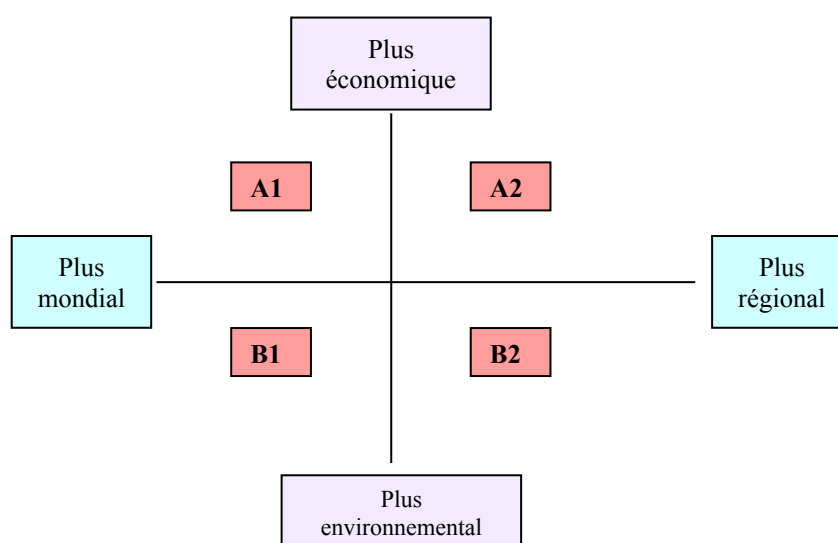 Plus
économique
A1
A2
Plus
mondial
Plus
régional
B1
B2
Plus
environnemental